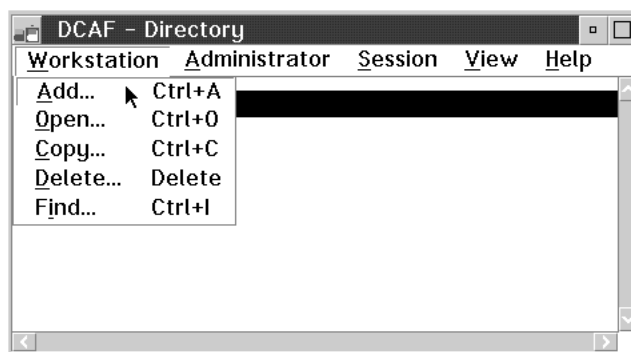 DCAF - Directory
Workstation Administrator Session View Help
Add... Ctrl+A
Open... Ctrl+O
Copy... Ctrl+C
Delete... Delete
Find... Ctrl+I